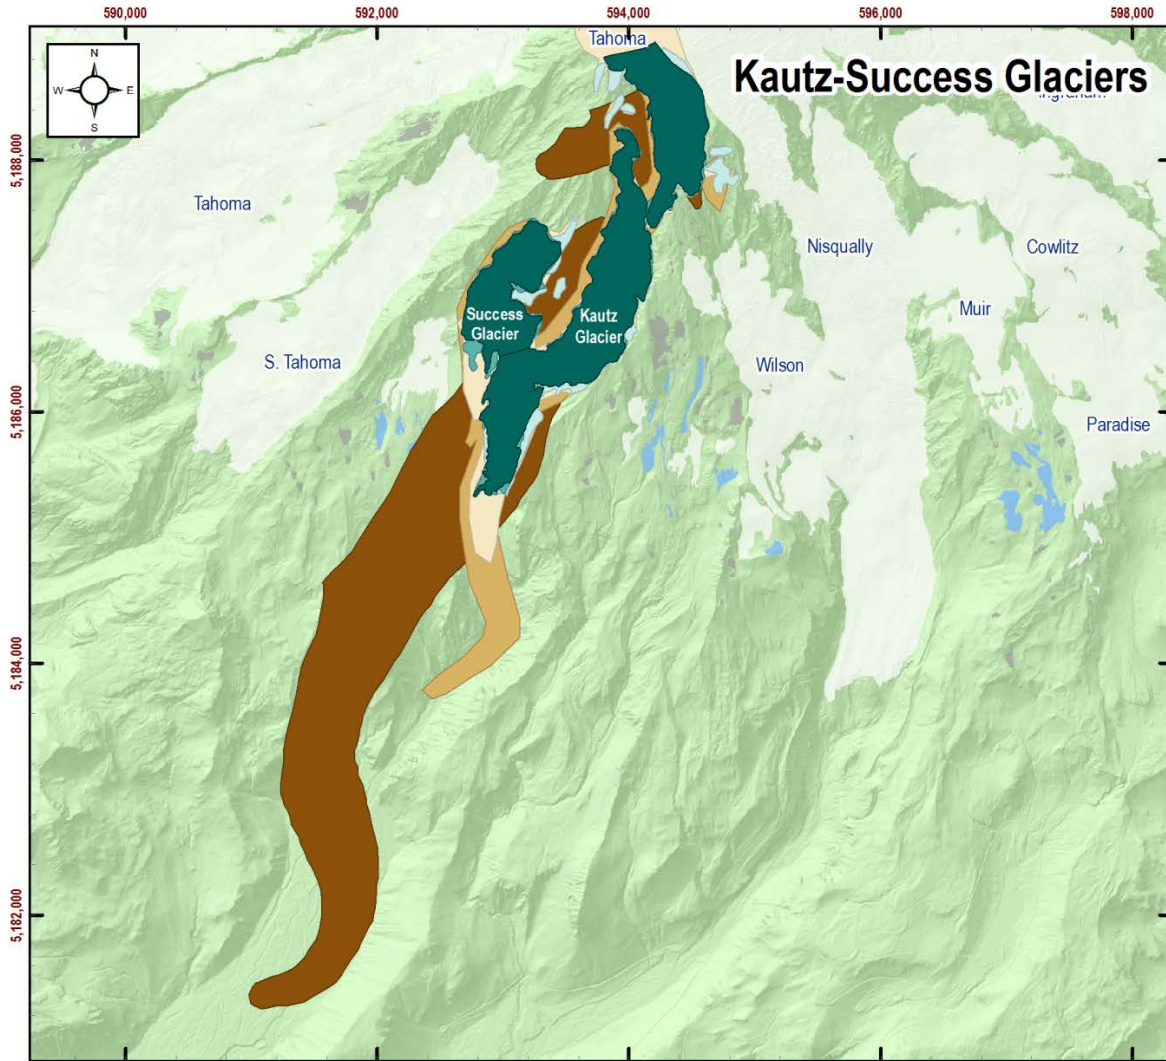 590,000
592,000
594,000
596,000
598,000
Tahoma
Kautz-Success Glaciers
Ingraham
N
W
E
S
5,188,000
Tahoma
Nisqually
Cowlitz
Success
Glacier
Kautz
Glacier
Muir
S. Tahoma
Wilson
5,186,000
Paradise
5,184,000
5,182,000